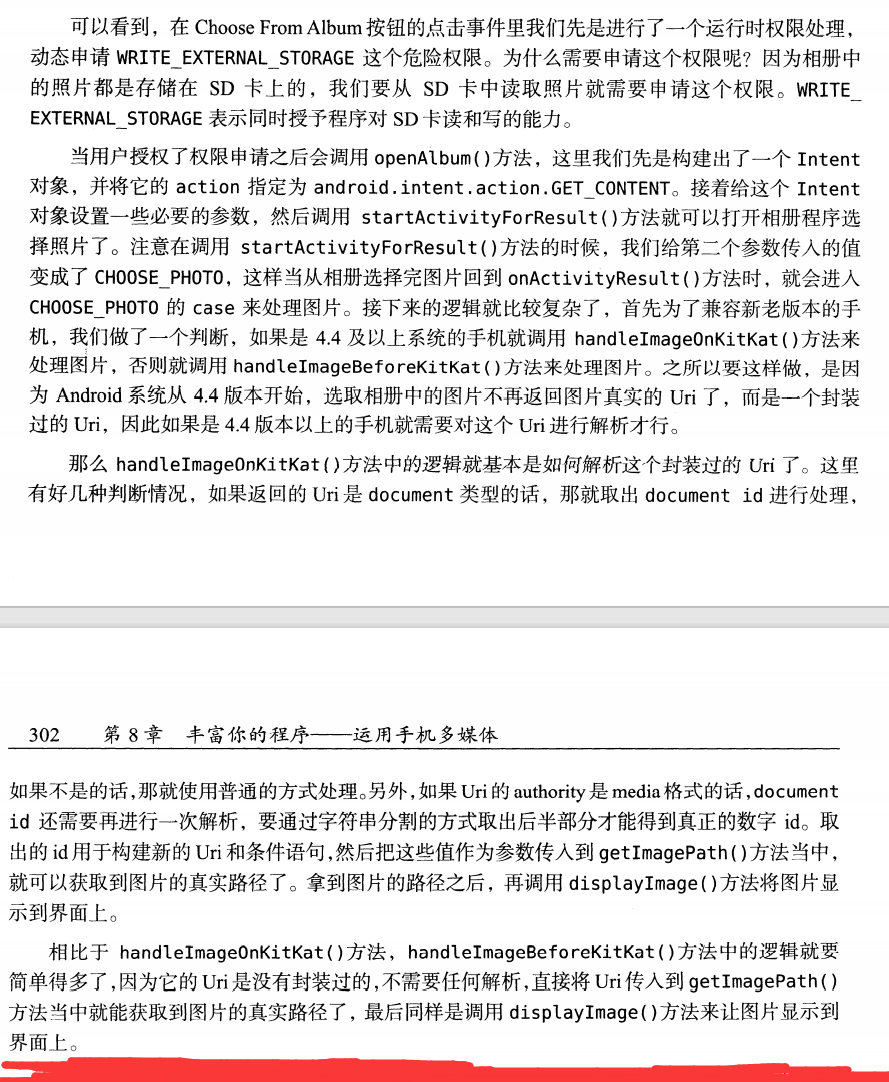 可以看到，在 Choose From Album 按钮的点击事件里我们先是进行了一个运行时权限处理，
动态申请 WRITE_EXTERNAL_STORAGE 这个危险权限。为什么需要申请这个权限呢？因为相册中
的照片都是存储在 SD 卡上的，我们要从 SD 卡中读取照片就需要申请这个权限。WRITE_
EXTERNAL_STORAGE 表示同时授予程序对 SD 卡读和写的能力。
当用户授权了权限申请之后会调用 openAlbum()方法，这里我们先是构建出了一个 Intent
对象，并将它的 action 指定为 android.intent.action.GET_CONTENT。接着给这个 Intent
对象设置一些必要的参数，然后调用 startActivityForResult()方法就可以打开相册程序选
择照片了。注意在调用 startActivityForResult()方法的时候，我们给第二个参数传入的值
变成了 CHOOSE_PHOTO，这样当从相册选择完图片回到 onActivityResult()方法时，就会进入
CHOOSE_PHOTO 的 case 来处理图片。接下来的逻辑就比较复杂了，首先为了兼容新老版本的手
机，我们做了一个判断，如果是 4.4 及以上系统的手机就调用 handleImageOnKitKat()方法来
处理图片，否则就调用 handleImageBeforeKitKat()方法来处理图片。之所以要这样做，是因
为 Android 系统从 4.4 版本开始，选取相册中的图片不再返回图片真实的 Uri 了，而是一个封装
过的 Uri，因此如果是 4.4 版本以上的手机就需要对这个 Uri 进行解析才行。
那么 handleImageOnKitKat()方法中的逻辑就基本是如何解析这个封装过的 Uri 了。这里
有好几种判断情况，如果返回的 Uri 是 document 类型的话，那就取出 document id 进行处理，
302 第 8 章 丰富你的程序——运用手机多媒体
如果不是的话，那就使用普通的方式处理。另外，如果 Uri 的 authority 是 media 格式的话，document
id 还需要再进行一次解析，要通过字符串分割的方式取出后半部分才能得到真正的数字 id。取
出的 id 用于构建新的 Uri 和条件语句，然后把这些值作为参数传入到 getImagePath()方法当中，
就可以获取到图片的真实路径了。拿到图片的路径之后，再调用 displayImage()方法将图片显
示到界面上。
相比于 handleImageOnKitKat()方法，handleImageBeforeKitKat()方法中的逻辑就要
简单得多了，因为它的 Uri 是没有封装过的，不需要任何解析，直接将 Uri 传入到 getImagePath()
方法当中就能获取到图片的真实路径了，最后同样是调用 displayImage()方法来让图片显示到
界面上。